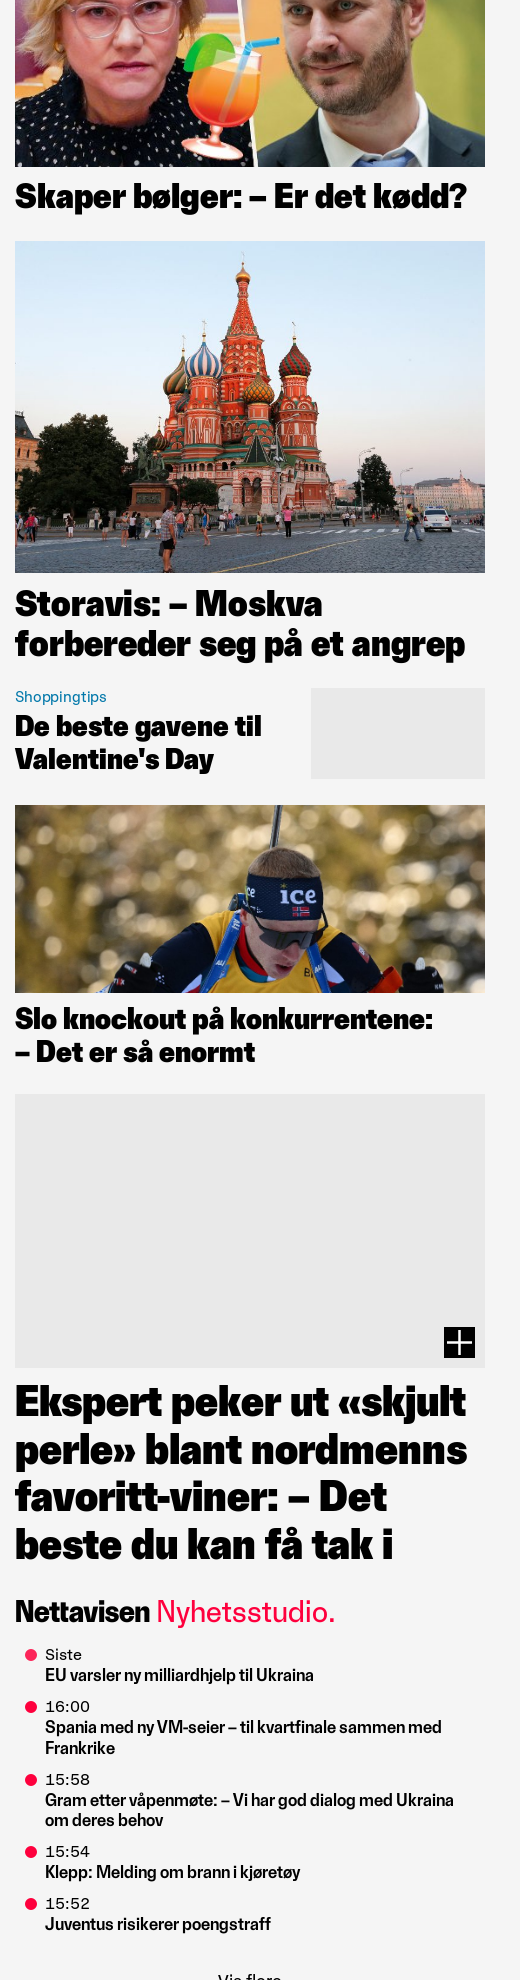 Skaper bølger: – Er det kødd?
Storavis: – Moskva
forbereder seg på et angrep
Shoppingtips
De beste gavene til
Valentine's Day
ice
Slo knockout på konkurrentene:
– Det er så enormt
Ekspert peker ut «skjult
perle» blant nordmenns
favoritt-viner: – Det
beste du kan få tak i
Nettavisen Nyhetsstudio.
Siste
EU varsler ny milliardhjelp til Ukraina
16:00
Spania med ny VM-seier – til kvartfinale sammen med
Frankrike
15:58
Gram etter våpenmøte: – Vi har god dialog med Ukraina
om deres behov
15:54
Klepp: Melding om brann i kjøretøy
15:52
Juventus risikerer poengstraff
Vis flere